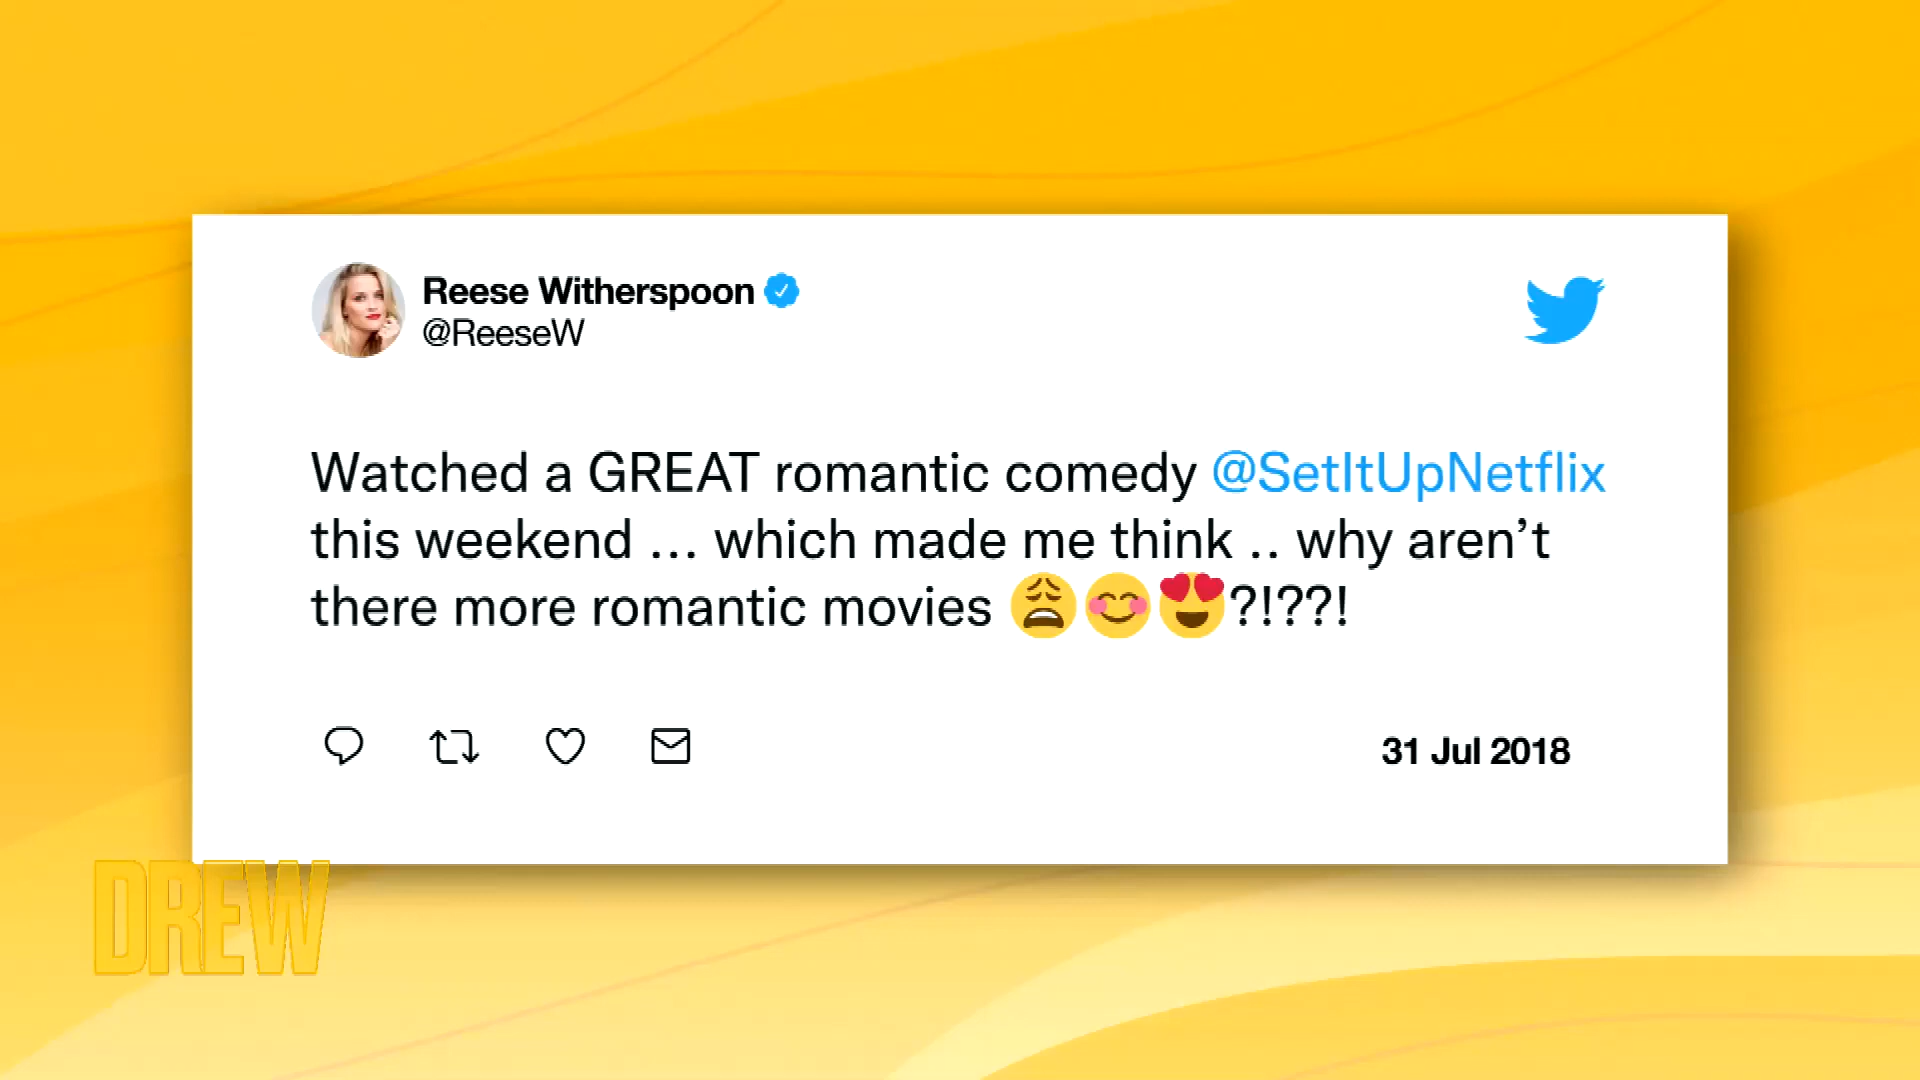 Reese Witherspoon
@ReeseW
Watched a GREAT romantic comedy @SetItUpNetflix
this weekend ... which made me think .. why aren’t
there more romantic movies 😩😊😍?!??!
31 Jul 2018
DREW